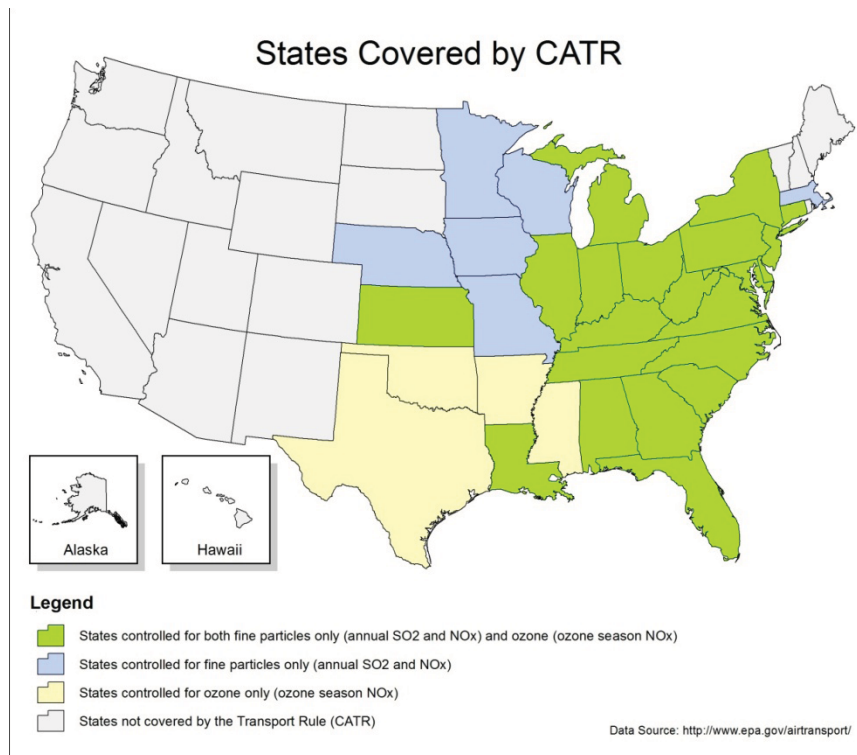 States Covered by CATR
Alaska
Hawaii
Legend
States controlled for both fine particles only (annual SO2 and NOx) and ozone (ozone season NOx)
States controlled for fine particles only (annual SO2 and NOx)
States controlled for ozone only (ozone season NOx)
States not covered by the Transport Rule (CATR)
Data Source: http://www.epa.gov/airtransport/